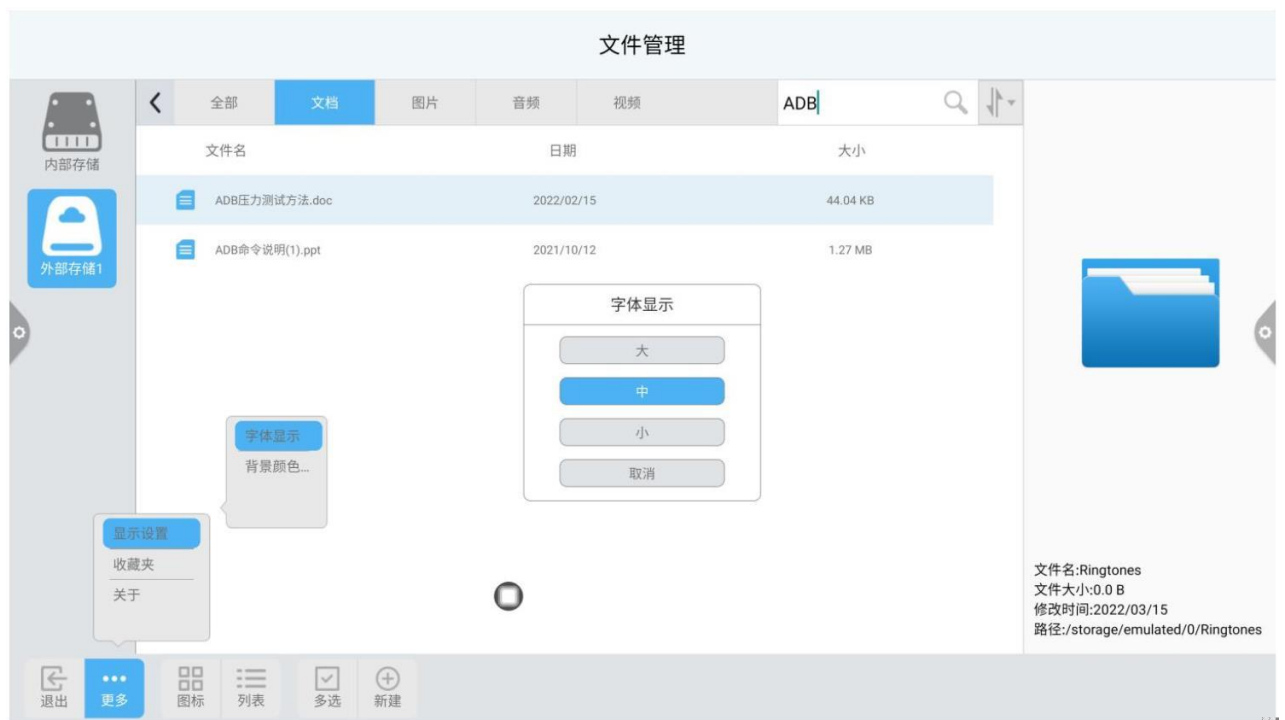 文件管理
内部存储
外部存储1
全部 文档 图片 音频 视频 ADB
文件名 日期 大小
ADB压力测试方法.doc 2022/02/15 44.04 KB
ADB命令说明(1).ppt 2021/10/12 1.27 MB
字体显示
大
中
小
取消
字体显示
背景颜色...
显示设置
收藏夹
关于
文件名:Ringtones
文件大小:0.0 B
修改时间:2022/03/15
路径:/storage/emulated/0/Ringtones
退出 更多 图标 列表 多选 新建